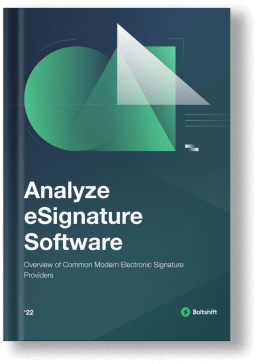 Analyze
eSignature
Software
Overview of Common Modern Electronic Signature
Providers
'22
Boltshift